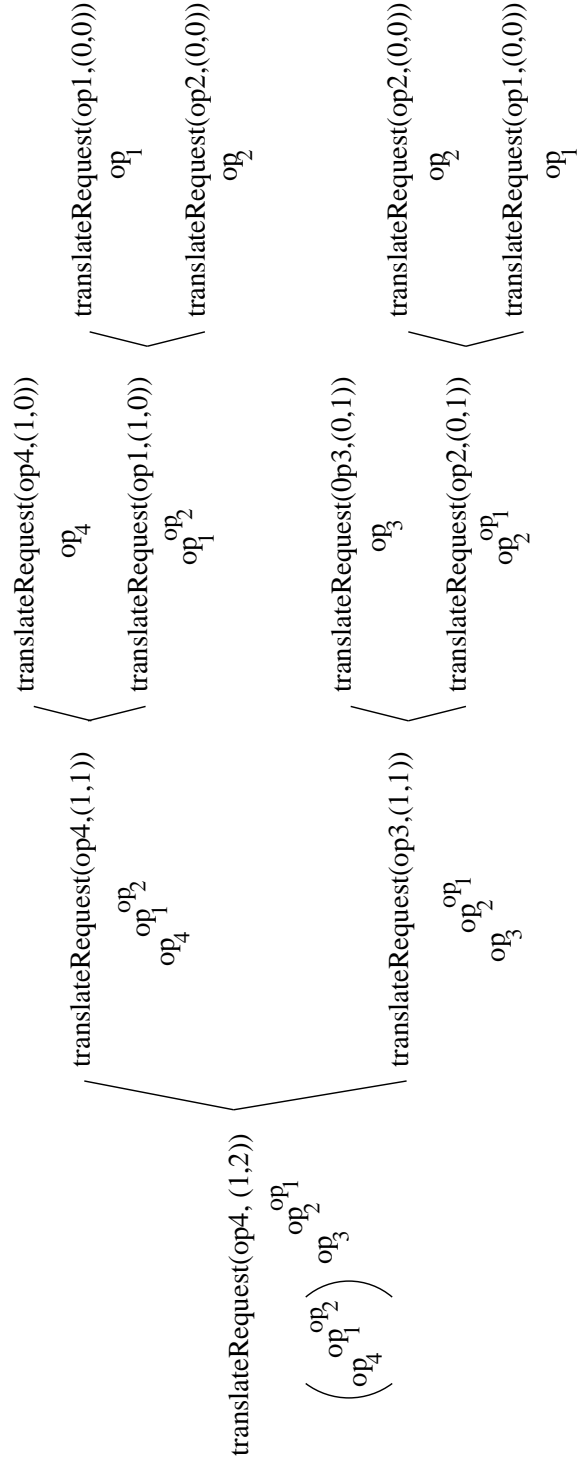 translateRequest(op4, (1,2))
(op4 op1 op2) op3 op2 op1
translateRequest(op4,(1,1))
op4 op1 op2
translateRequest(op3,(1,1))
op3 op2 op1
translateRequest(op4,(1,0))
op4
translateRequest(op1,(1,0))
op1 op2
translateRequest(0p3,(0,1))
op3
translateRequest(op2,(0,1))
op2 op1
translateRequest(op1,(0,0))
op1
translateRequest(op2,(0,0))
op2
translateRequest(op2,(0,0))
op2
translateRequest(op1,(0,0))
op1